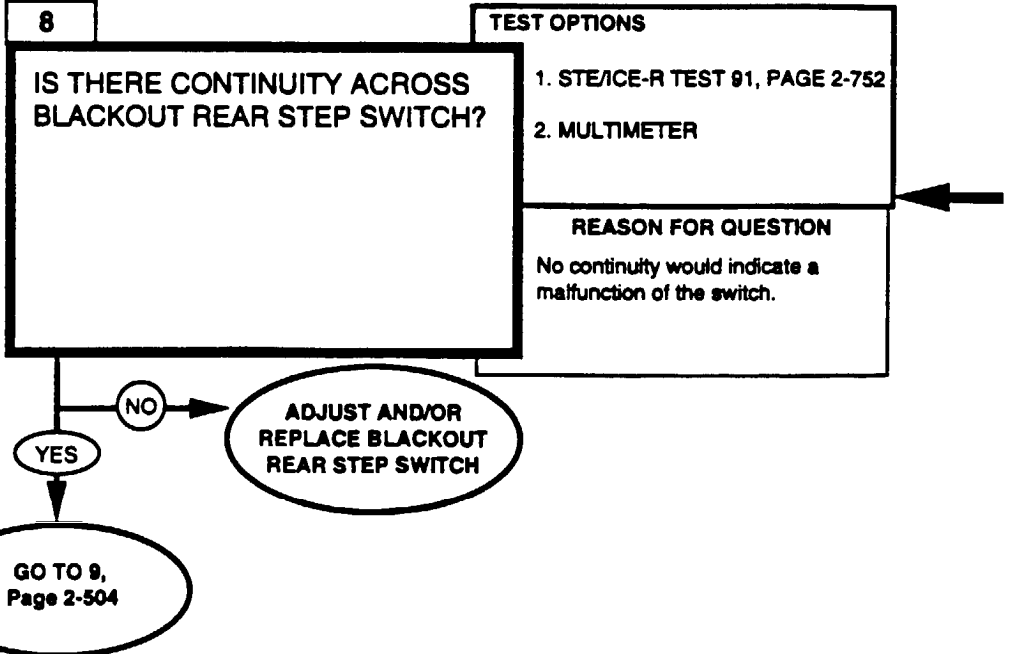 8
IS THERE CONTINUITY ACROSS
BLACKOUT REAR STEP SWITCH?
TEST OPTIONS
1. STE/ICE-R TEST 91, PAGE 2-752
2. MULTIMETER
REASON FOR QUESTION
No continuity would indicate a
malfunction of the switch.
NO
ADJUST AND/OR
REPLACE BLACKOUT
REAR STEP SWITCH
YES
GO TO 9,
Page 2-504